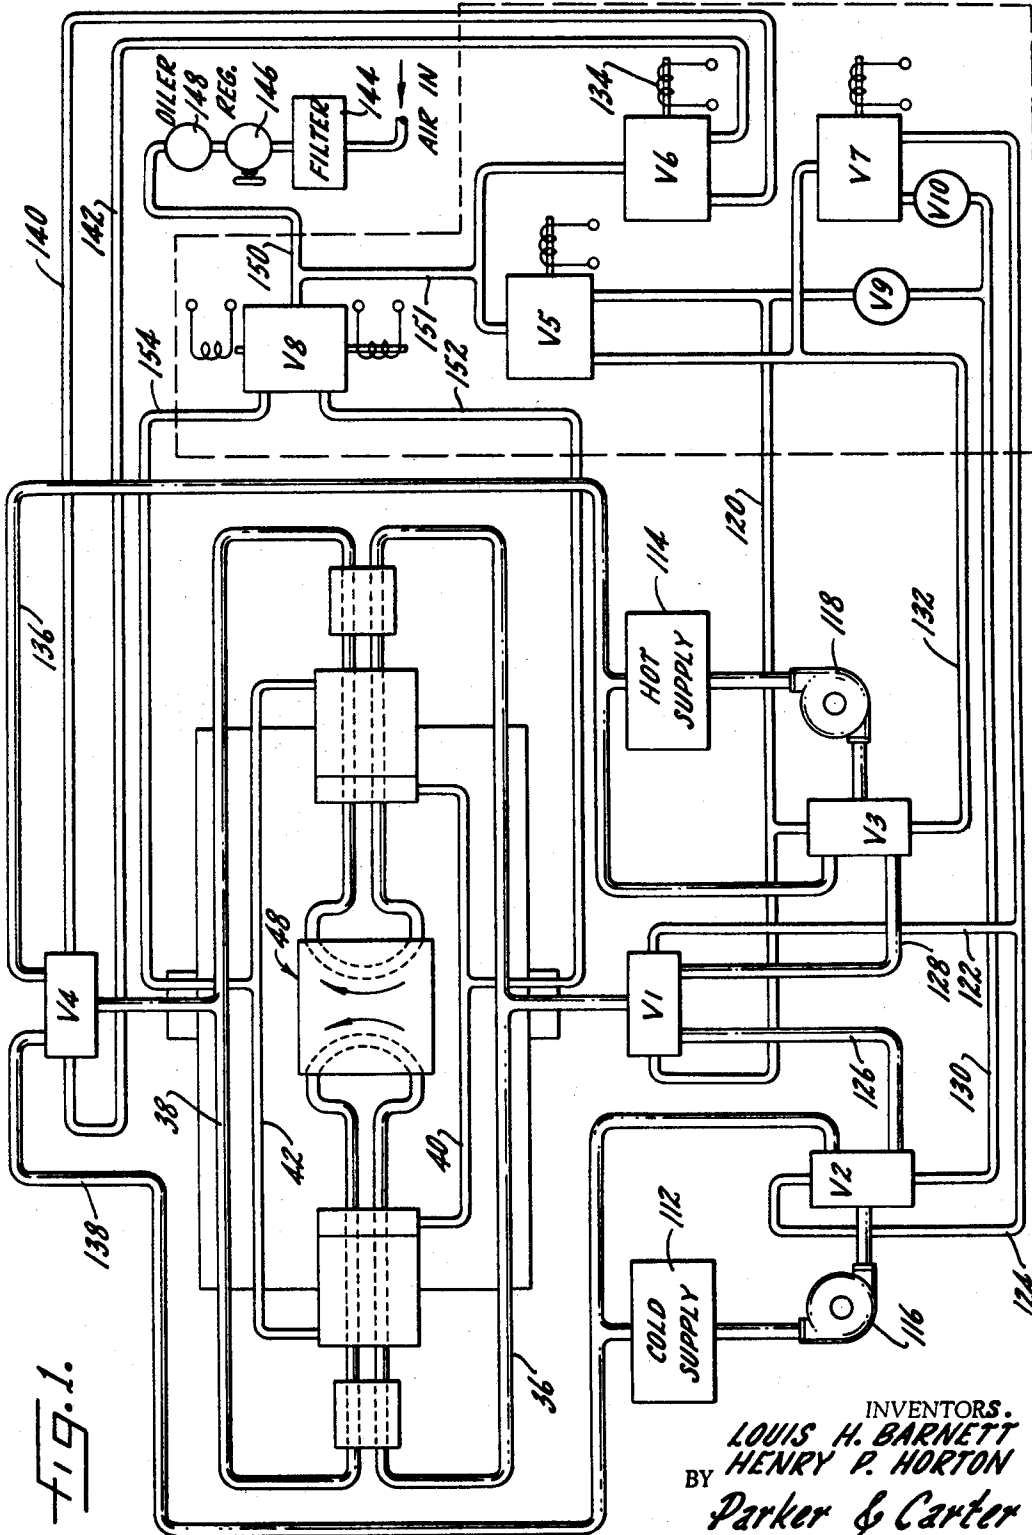 Fig. 1.
140
142
OILER
148
REG.
146
FILTER
144
AIR IN
134
V6
V7
V10
V9
V5
150
151
152
154
V8
136
120
132
114
HOT
SUPPLY
118
V3
48
V4
V1
128
122
126
130
38
42
40
138
V2
112
COLD
SUPPLY
116
124
36
INVENTORS.
LOUIS H. BARNETT
HENRY P. HORTON
BY
Parker & Carter